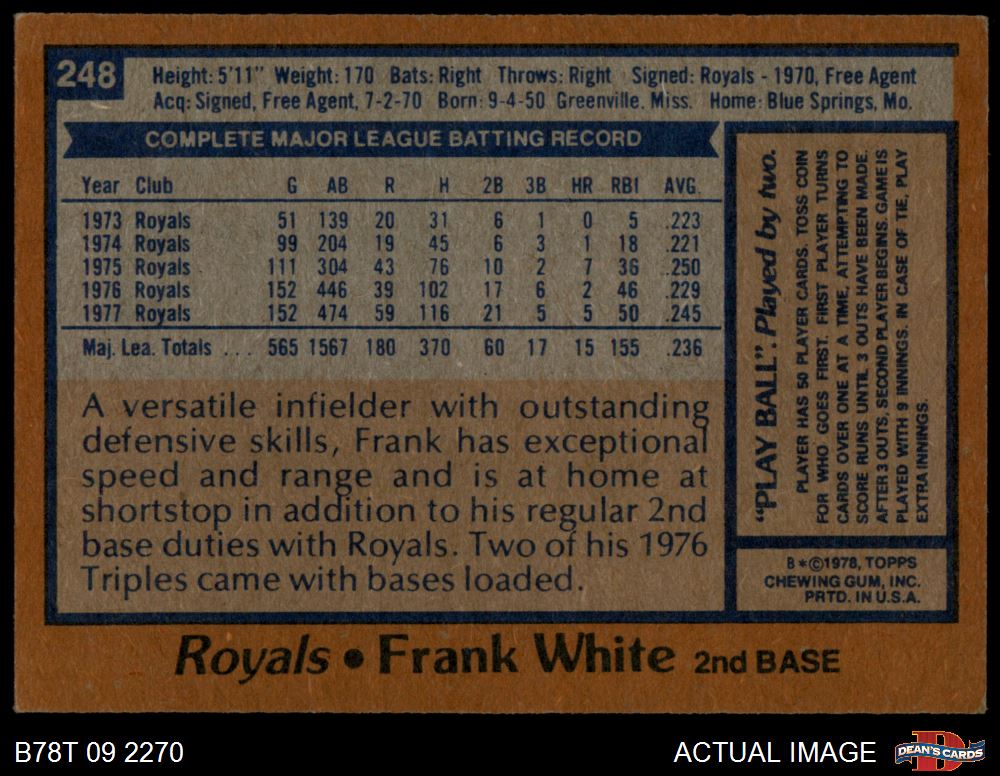 248
Height: 5'11" Weight: 170 Bats: Right Throws: Right Signed: Royals - 1970, Free Agent
Acq: Signed, Free Agent, 7-2-70 Born: 9-4-50 Greenville. Miss. Home: Blue Springs, Mo.
COMPLETE MAJOR LEAGUE BATTING RECORD
Year Club G AB R H 2B 3B HR RBI AVG.
1973 Royals 51 139 20 31 6 1 0 5 .223
1974 Royals 99 204 19 45 6 3 1 18 .221
1975 Royals 111 304 43 76 10 2 7 36 .250
1976 Royals 152 446 39 102 17 6 2 46 .229
1977 Royals 152 474 59 116 21 5 5 50 .245
Maj. Lea. Totals ... 565 1567 180 370 60 17 15 155 .236
A versatile infielder with outstanding
defensive skills, Frank has exceptional
speed and range and is at home at
shortstop in addition to his regular 2nd
base duties with Royals. Two of his 1976
Triples came with bases loaded.
"PLAY BALL". Played by two.
PLAYER HAS 50 PLAYER CARDS. TOSS COIN
FOR WHO GOES FIRST. FIRST PLAYER TURNS
CARDS OVER ONE AT A TIME, ATTEMPTING TO
SCORE RUNS UNTIL 3 OUTS HAVE BEEN MADE.
AFTER 3 OUTS, SECOND PLAYER BEGINS. GAME IS
PLAYED WITH 9 INNINGS. IN CASE OF TIE, PLAY
EXTRA INNINGS.
B*©1978, TOPPS
CHEWING GUM, INC.
PRTD. IN U.S.A.
Royals • Frank White 2nd BASE
B78T 09 2270
ACTUAL IMAGE
D
DEAN'S CARDS